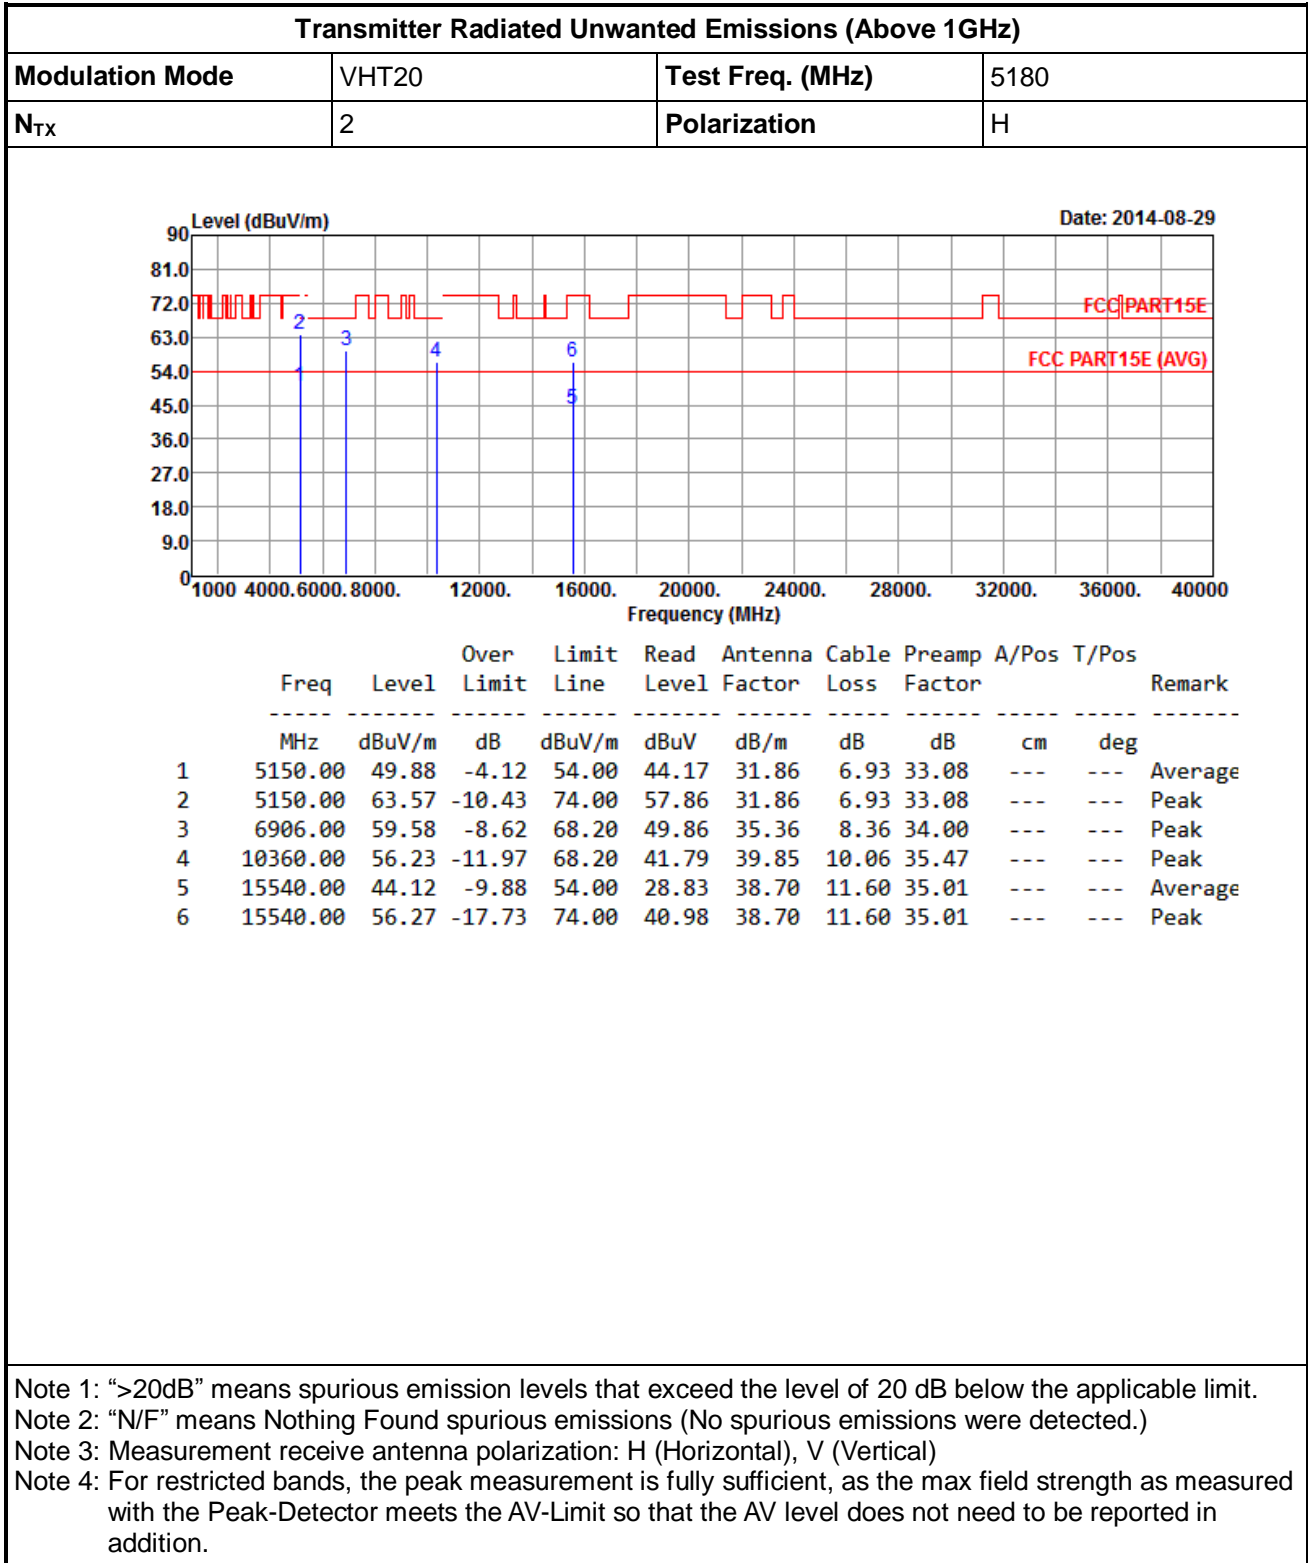 Transmitter Radiated Unwanted Emissions (Above 1GHz)
Modulation Mode VHT20 Test Freq. (MHz) 5180
NTX 2 Polarization H
Level (dBuV/m) Date: 2014-08-29
90
81.0
72.0 FCC PART15E
2
63.0 3
4 6
54.0 1 FCC PART15E (AVG)
45.0 5
36.0
27.0
18.0
9.0
0
1000 4000. 6000. 8000. 12000. 16000. 20000. 24000. 28000. 32000. 36000. 40000
Frequency (MHz)
Over Limit Read Antenna Cable Preamp A/Pos T/Pos
Freq Level Limit Line Level Factor Loss Factor Remark
----- ------- ------ ------ ------- ------ ----- ------ ----- ----- -------
MHz dBuV/m dB dBuV/m dBuV dB/m dB dB cm deg
1 5150.00 49.88 -4.12 54.00 44.17 31.86 6.93 33.08 --- --- Average
2 5150.00 63.57 -10.43 74.00 57.86 31.86 6.93 33.08 --- --- Peak
3 6906.00 59.58 -8.62 68.20 49.86 35.36 8.36 34.00 --- --- Peak
4 10360.00 56.23 -11.97 68.20 41.79 39.85 10.06 35.47 --- --- Peak
5 15540.00 44.12 -9.88 54.00 28.83 38.70 11.60 35.01 --- --- Average
6 15540.00 56.27 -17.73 74.00 40.98 38.70 11.60 35.01 --- --- Peak
Note 1: “>20dB” means spurious emission levels that exceed the level of 20 dB below the applicable limit.
Note 2: “N/F” means Nothing Found spurious emissions (No spurious emissions were detected.)
Note 3: Measurement receive antenna polarization: H (Horizontal), V (Vertical)
Note 4: For restricted bands, the peak measurement is fully sufficient, as the max field strength as measured
with the Peak-Detector meets the AV-Limit so that the AV level does not need to be reported in
addition.